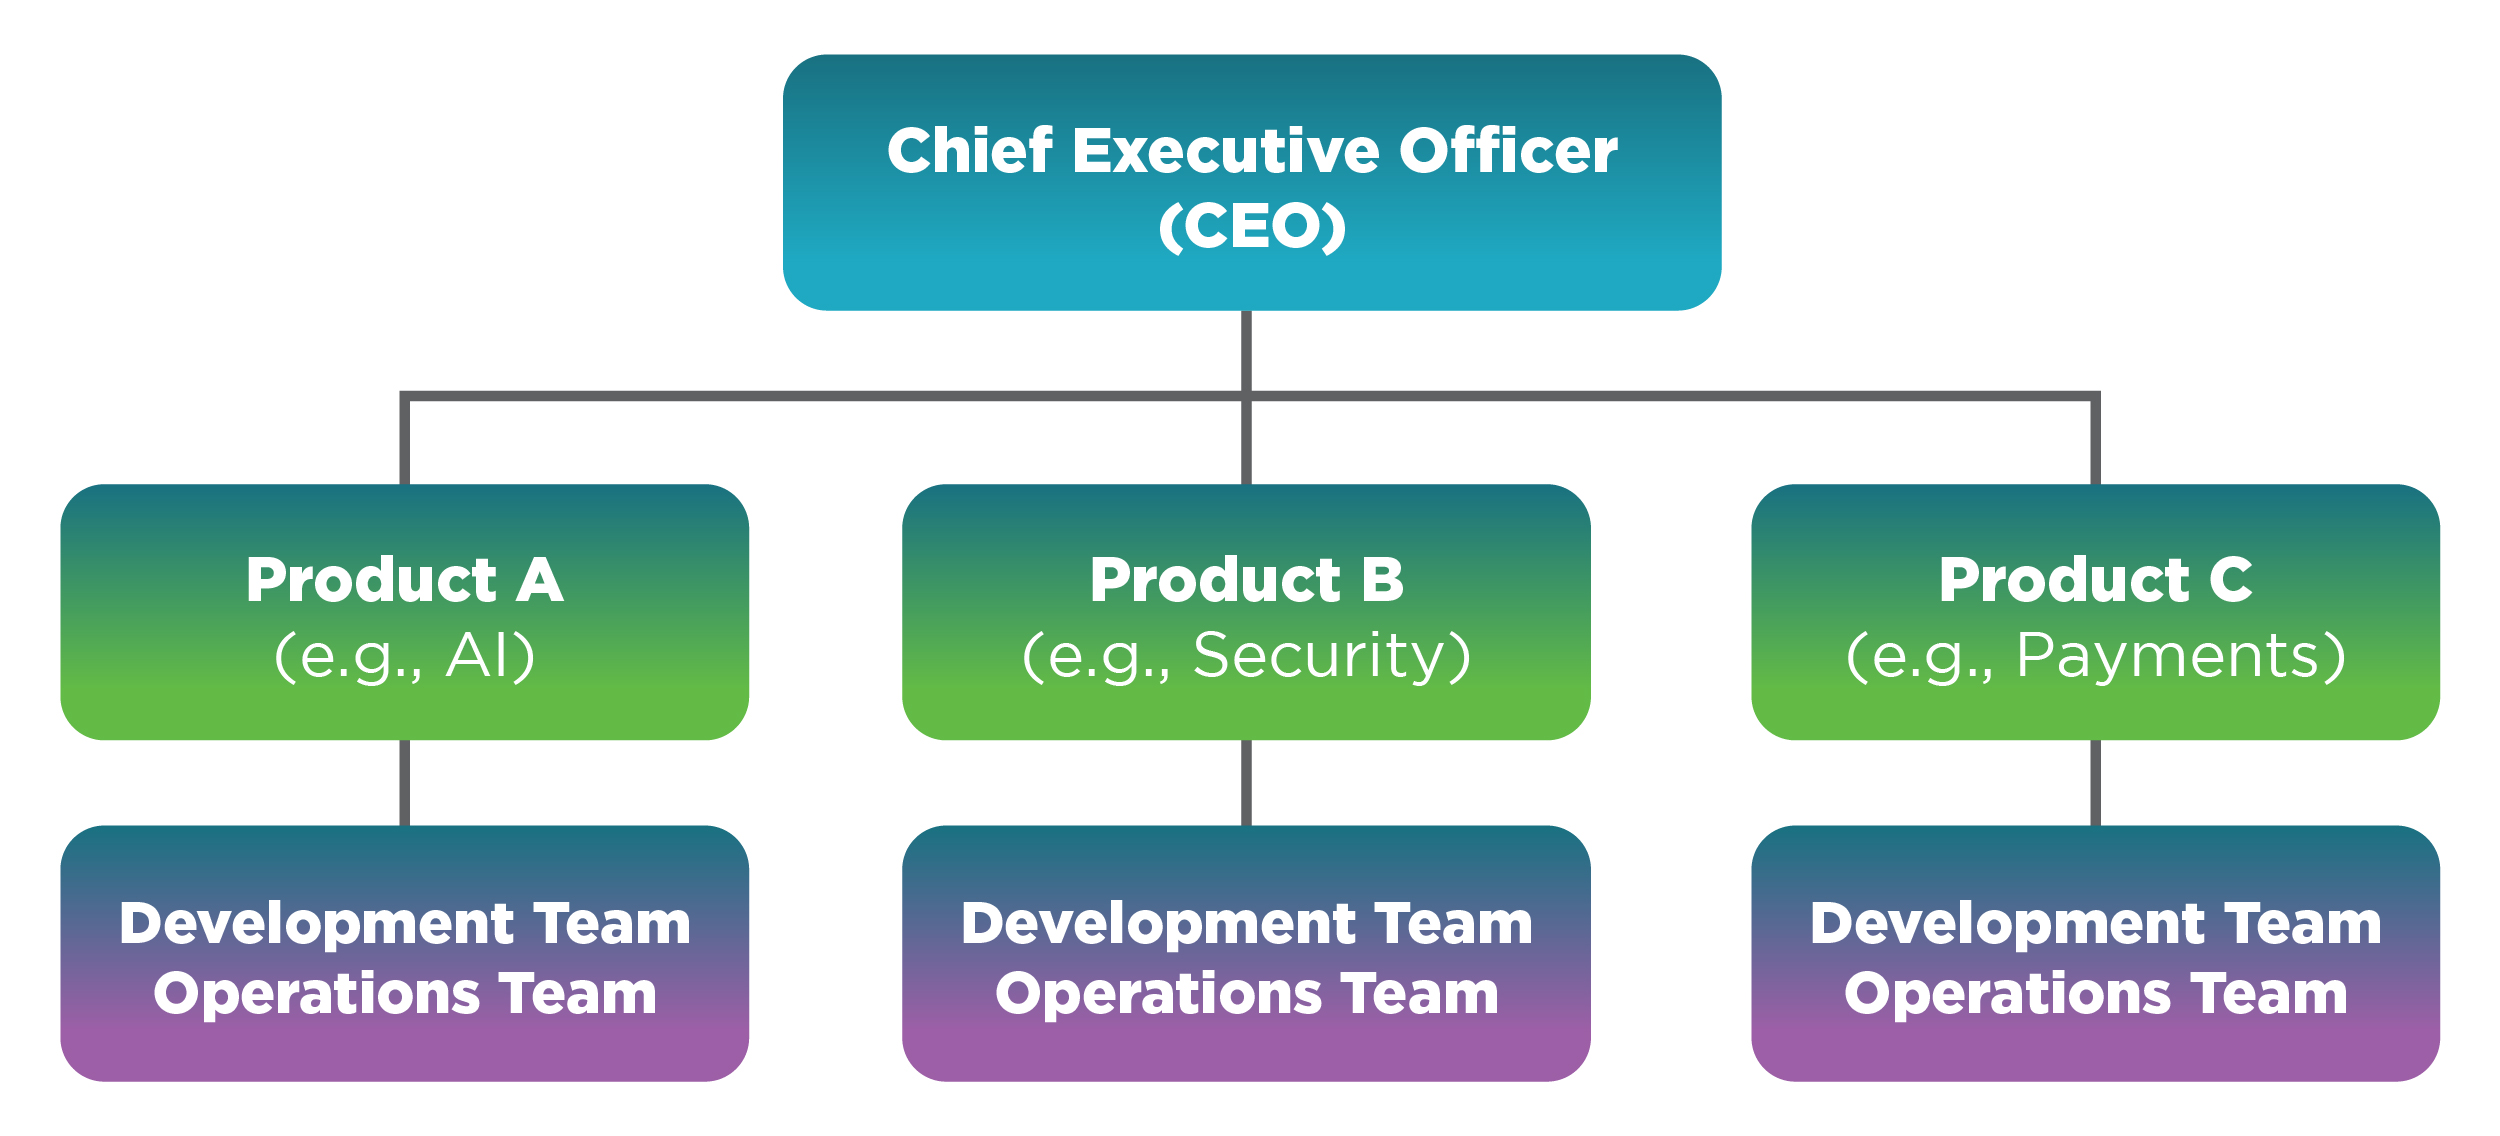 Chief Executive Officer
(CEO)
Product A
(e.g., AI)
Product B
(e.g., Security)
Product C
(e.g., Payments)
Development Team
Operations Team
Development Team
Operations Team
Development Team
Operations Team